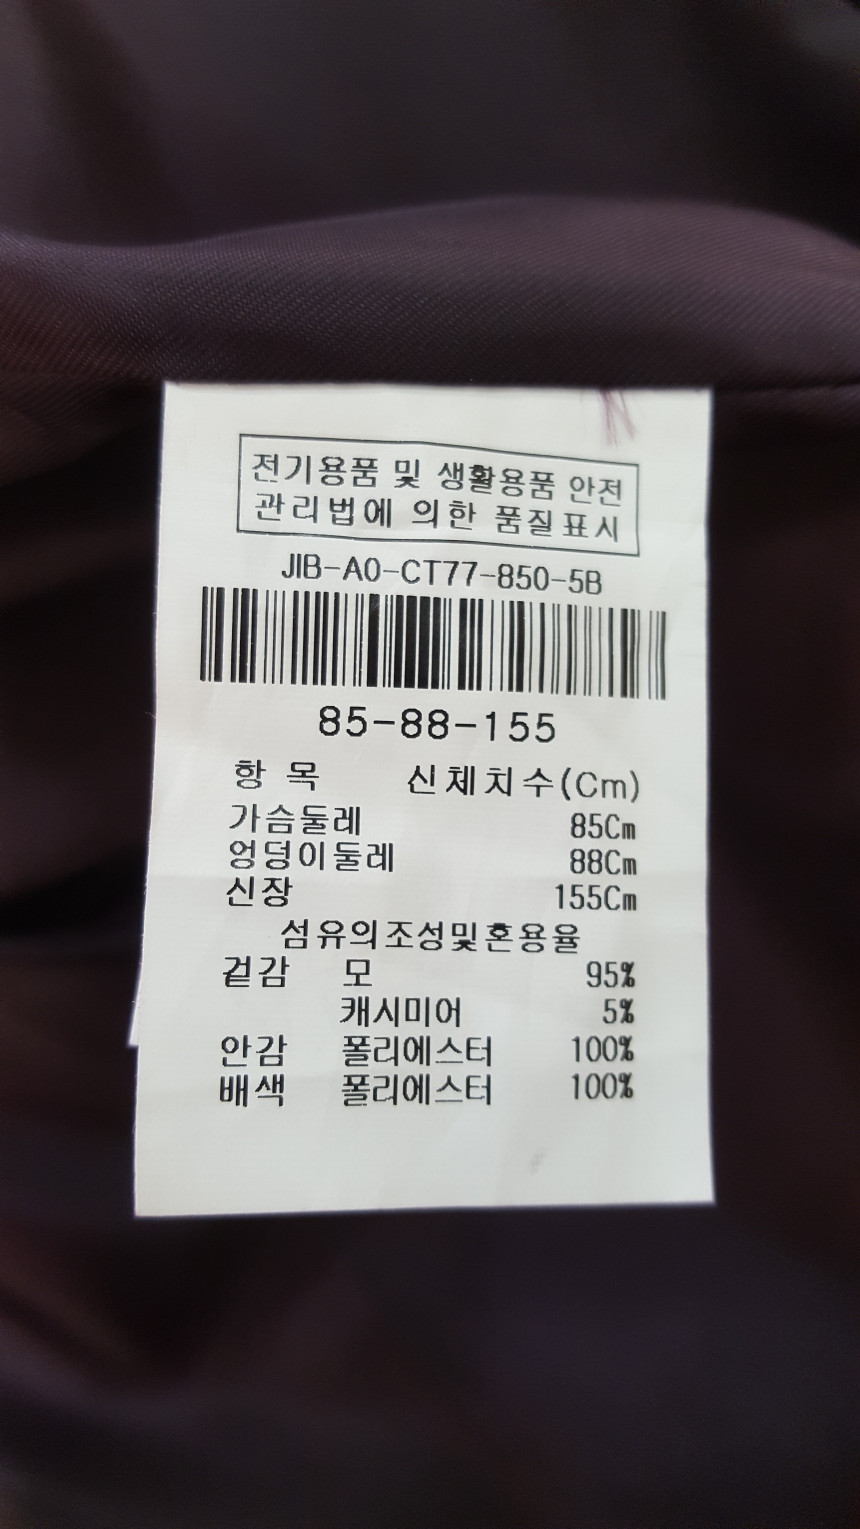 전기용품 및 생활용품 안전
관리법에 의한 품질표시
JIB-A0-CT77-850-5B
85-88-155
항 목 신체치수(Cm)
가슴둘레 85Cm
엉덩이둘레 88Cm
신장 155Cm
섬유의조성및혼용율
겉감 모 95%
캐시미어 5%
안감 폴리에스터 100%
배색 폴리에스터 100%